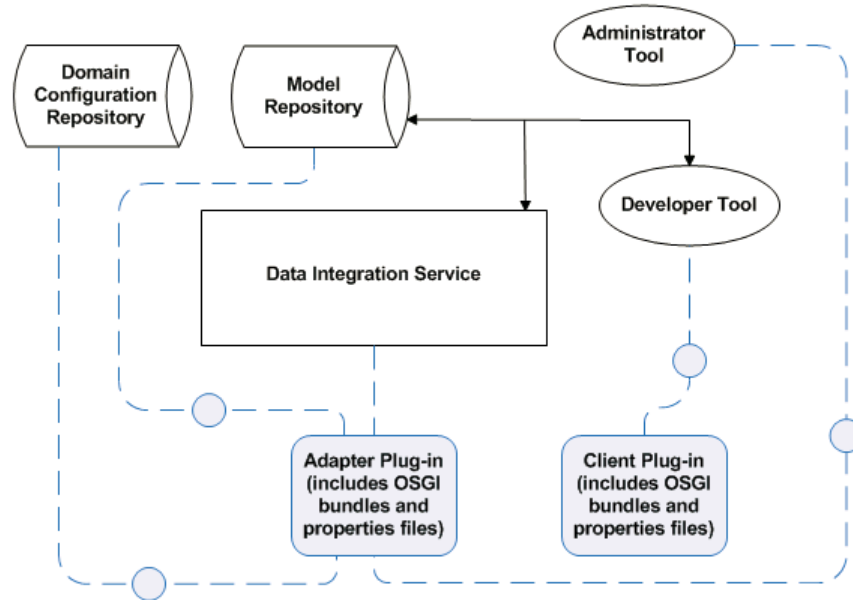 Administrator
Tool
Domain
Configuration
Repository
Model
Repository
Developer Tool
Data Integration Service
Adapter Plug-in
(includes OSGI
bundles and
properties files)
Client Plug-in
(includes OSGI
bundles and
properties files)